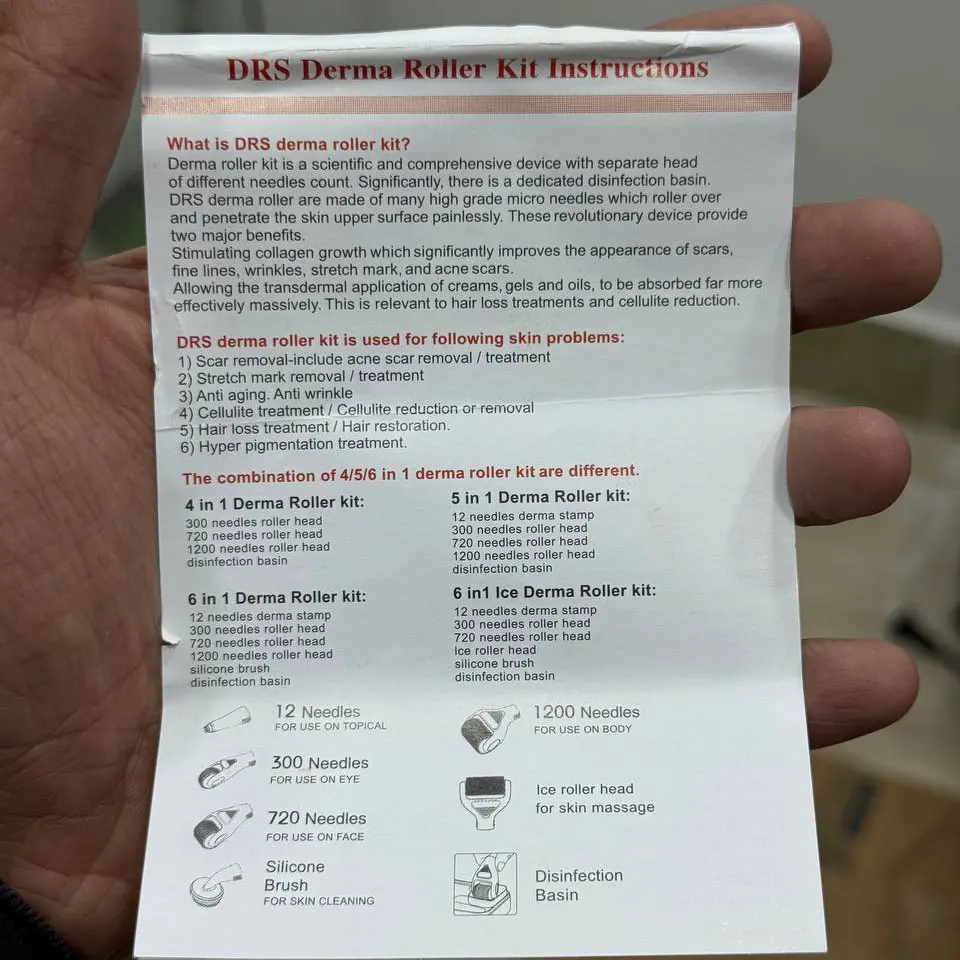 DRS Derma Roller Kit Instructions
What is DRS derma roller kit?
Derma roller kit is a scientific and comprehensive device with separate head
of different needles count. Significantly, there is a dedicated disinfection basin.
DRS derma roller are made of many high grade micro needles which roller over
and penetrate the skin upper surface painlessly. These revolutionary device provide
two major benefits.
Stimulating collagen growth which significantly improves the appearance of scars,
fine lines, wrinkles, stretch mark, and acne scars.
Allowing the transdermal application of creams, gels and oils, to be absorbed far more
effectively massively. This is relevant to hair loss treatments and cellulite reduction.
DRS derma roller kit is used for following skin problems:
1) Scar removal-include acne scar removal / treatment
2) Stretch mark removal / treatment
3) Anti aging. Anti wrinkle
4) Cellulite treatment / Cellulite reduction or removal
5) Hair loss treatment / Hair restoration.
6) Hyper pigmentation treatment.
The combination of 4/5/6 in 1 derma roller kit are different.
4 in 1 Derma Roller kit:
300 needles roller head
720 needles roller head
1200 needles roller head
disinfection basin
5 in 1 Derma Roller kit:
12 needles derma stamp
300 needles roller head
720 needles roller head
1200 needles roller head
disinfection basin
6 in 1 Derma Roller kit:
12 needles derma stamp
300 needles roller head
720 needles roller head
1200 needles roller head
silicone brush
disinfection basin
6 in1 Ice Derma Roller kit:
12 needles derma stamp
300 needles roller head
720 needles roller head
Ice roller head
silicone brush
disinfection basin
12 Needles
FOR USE ON TOPICAL
300 Needles
FOR USE ON EYE
720 Needles
FOR USE ON FACE
Silicone
Brush
FOR SKIN CLEANING
1200 Needles
FOR USE ON BODY
Ice roller head
for skin massage
Disinfection
Basin